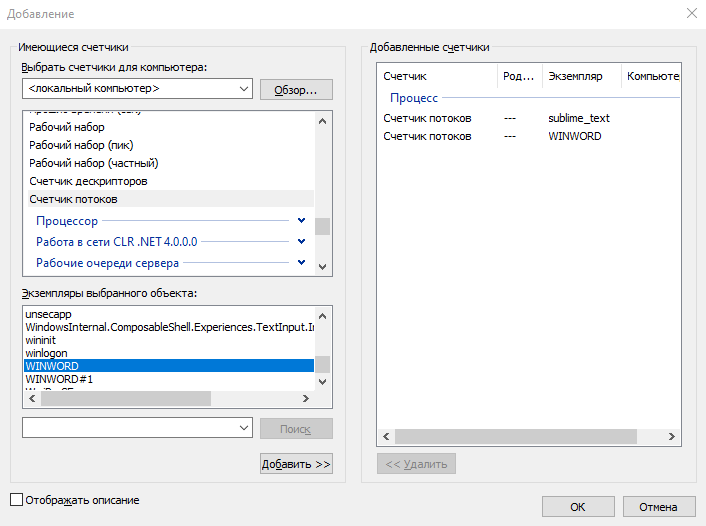 Добавление
Имеющиеся счетчики
Выбрать счетчики для компьютера:
<локальный компьютер>
Обзор...
Рабочий набор
Рабочий набор (пик)
Рабочий набор (частный)
Счетчик дескрипторов
Счетчик потоков
Процессор
Работа в сети CLR .NET 4.0.0.0
Рабочие очереди сервера
Экземпляры выбранного объекта:
unsecapp
WindowsInternal.ComposableShell.Experiences.TextInput.In
wininit
winlogon
WINWORD
WINWORD#1
Поиск
Добавить >>
Добавленные счетчики
Счетчик Род... Экземпляр Компьюте
Процесс
Счетчик потоков --- sublime_text
Счетчик потоков --- WINWORD
<< Удалить
Отображать описание
OK
Отмена